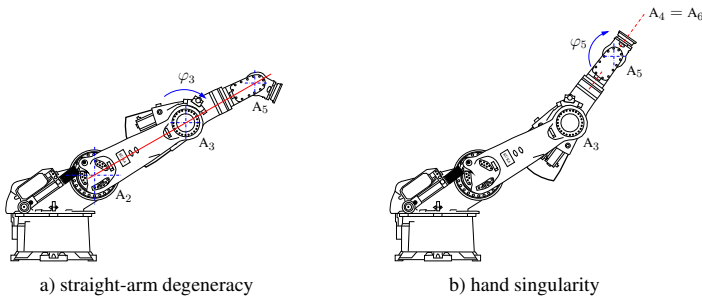 A₄ = A₆
φ₅
φ₃
A₅
A₅
A₃
A₃
A₂
a) straight-arm degeneracy
b) hand singularity